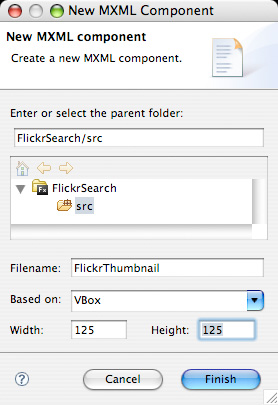 New MXML Component
New MXML component
Create a new MXML component.
Enter or select the parent folder:
FlickrSearch/src
Fx FlickrSearch
src
Filename: FlickrThumbnail
Based on: VBox
Width: 125 Height: 125
? Cancel Finish